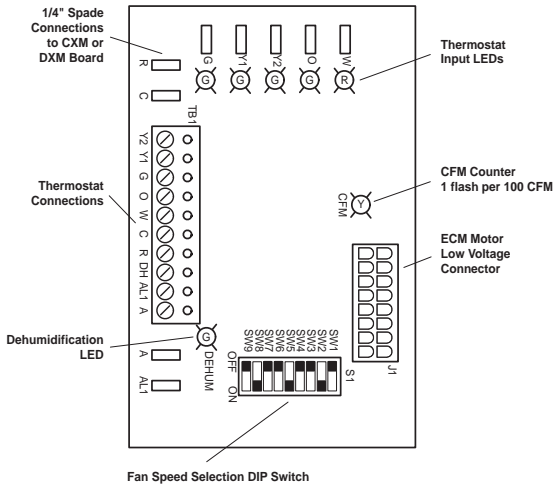 1/4" Spade
Connections
to CXM or
DXM Board
R
C
G
Y1
Y2
O
W
G
G
G
G
R
Thermostat
Input LEDs
TB1
Y2
Y1
G
O
W
C
R
DH
AL1
A
Thermostat
Connections
CFM Counter
1 flash per 100 CFM
Y
CFM
ECM Motor
Low Voltage
Connector
J1
Dehumidification
LED
G
DEHUM
A
AL1
SW9
SW8
SW7
SW6
SW5
SW4
SW3
SW2
SW1
OFF
ON
S1
Fan Speed Selection DIP Switch